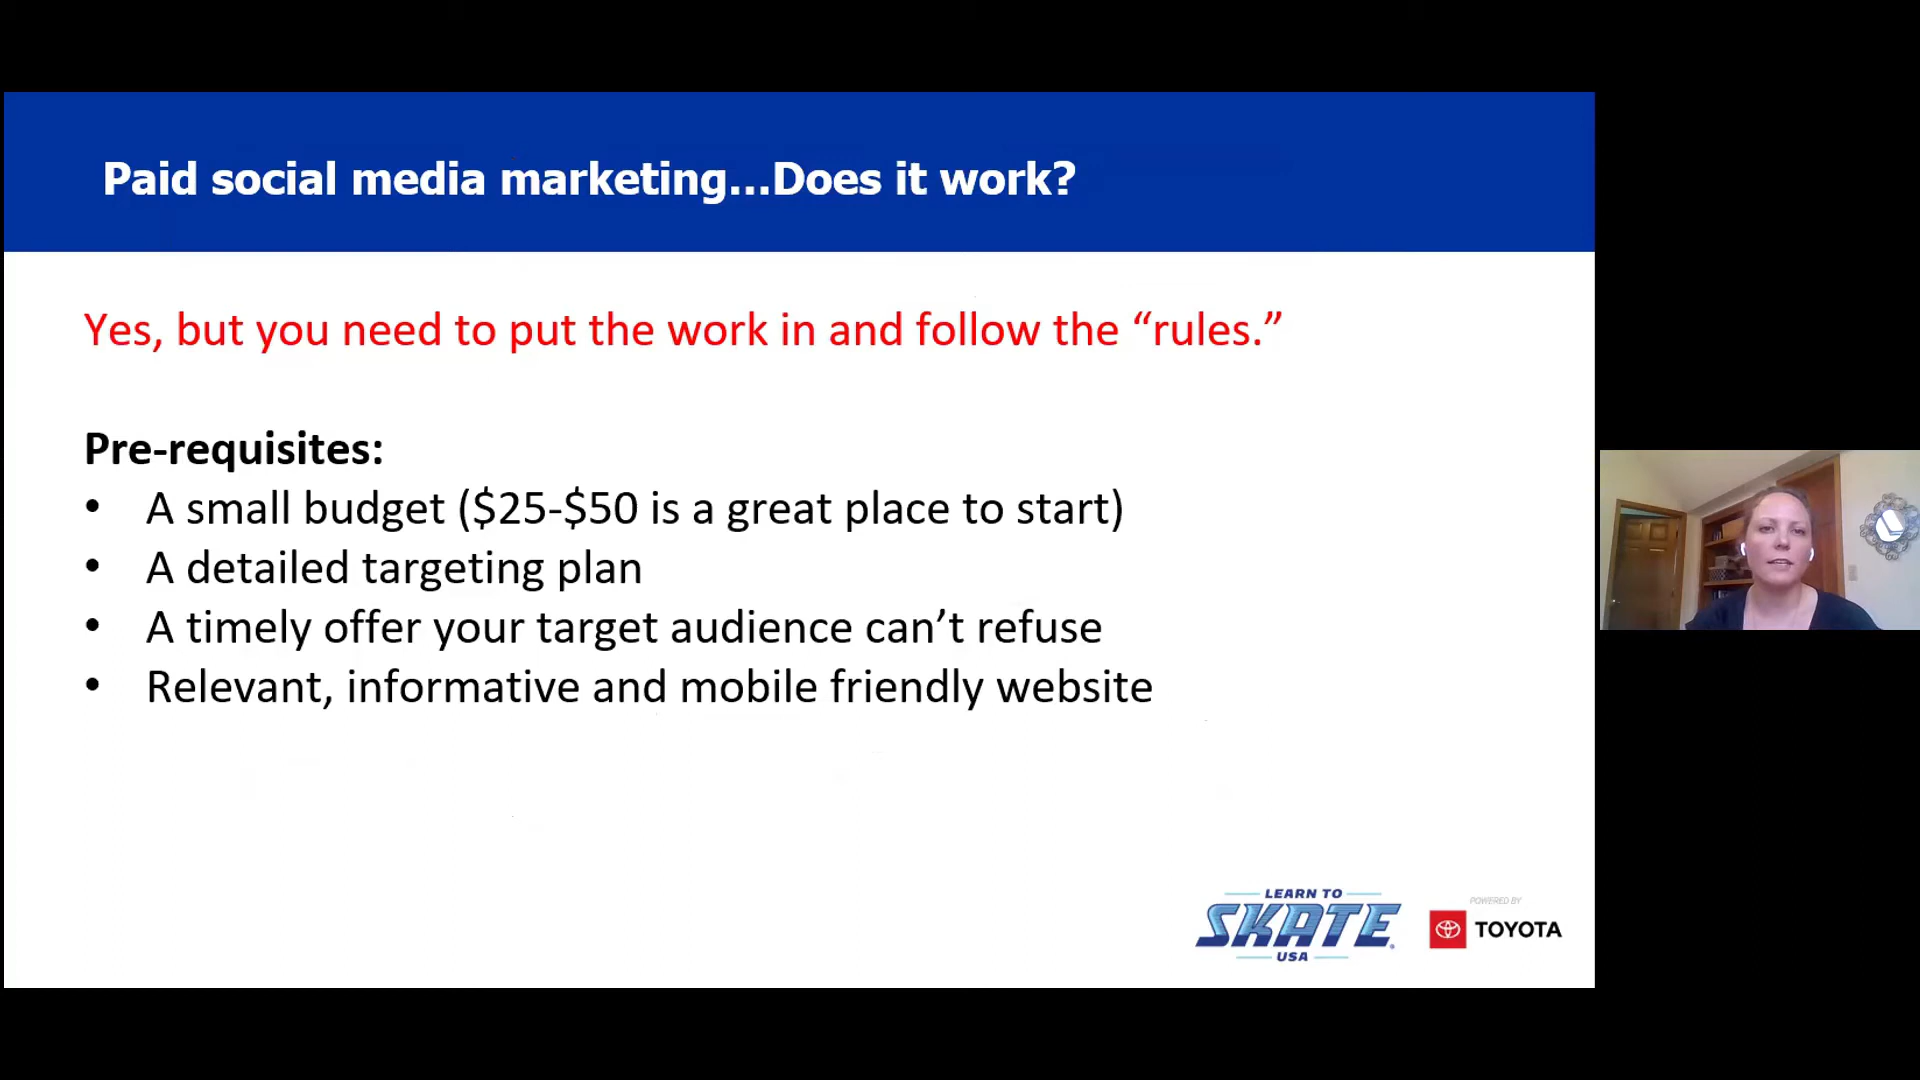 Paid social media marketing...Does it work?
Yes, but you need to put the work in and follow the “rules.”
Pre-requisites:
• A small budget ($25-$50 is a great place to start)
• A detailed targeting plan
• A timely offer your target audience can’t refuse
• Relevant, informative and mobile friendly website
LEARN TO
SKATE
USA
POWERED BY
TOYOTA